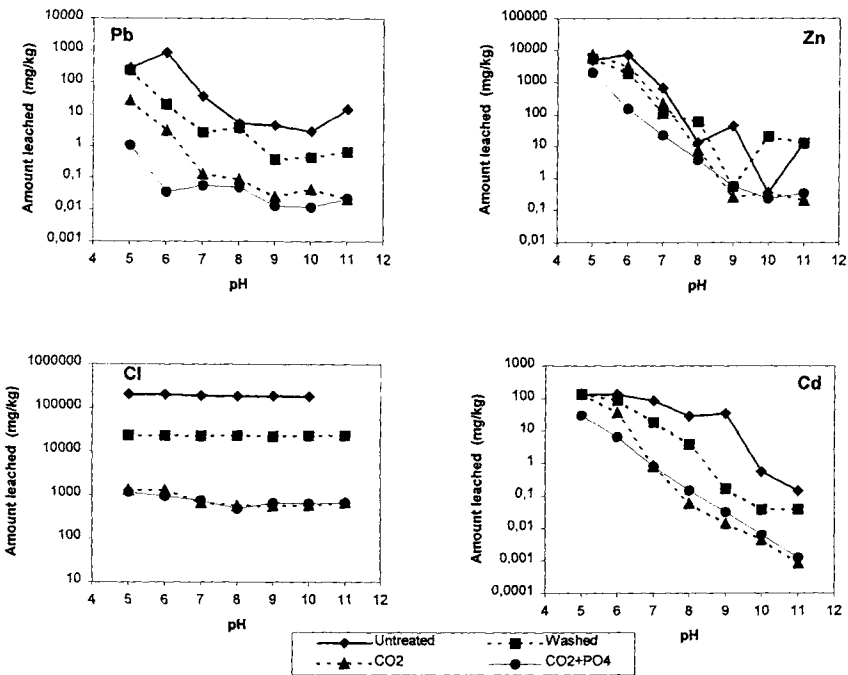 Pb
Amount leached (mg/kg)
10000
1000
100
10
1
0,1
0,01
0,001
4 5 6 7 8 9 10 11 12
pH
Zn
Amount leached (mg/kg)
100000
10000
1000
100
10
1
0,1
0,01
4 5 6 7 8 9 10 11 12
pH
Cl
Amount leached (mg/kg)
1000000
100000
10000
1000
100
10
4 5 6 7 8 9 10 11 12
pH
Cd
Amount leached (mg/kg)
1000
100
10
1
0,1
0,01
0,001
0,0001
4 5 6 7 8 9 10 11 12
pH
Untreated Washed
CO2 CO2+PO4